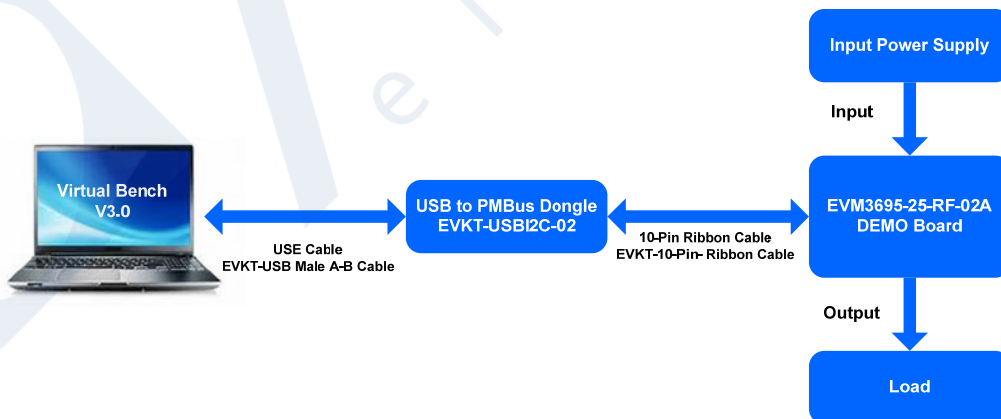 Input Power Supply
Input
Virtual Bench
V3.0
USB to PMBus Dongle
EVKT-USBI2C-02
EVM3695-25-RF-02A
DEMO Board
USE Cable
EVKT-USB Male A-B Cable
10-Pin Ribbon Cable
EVKT-10-Pin- Ribbon Cable
Output
Load